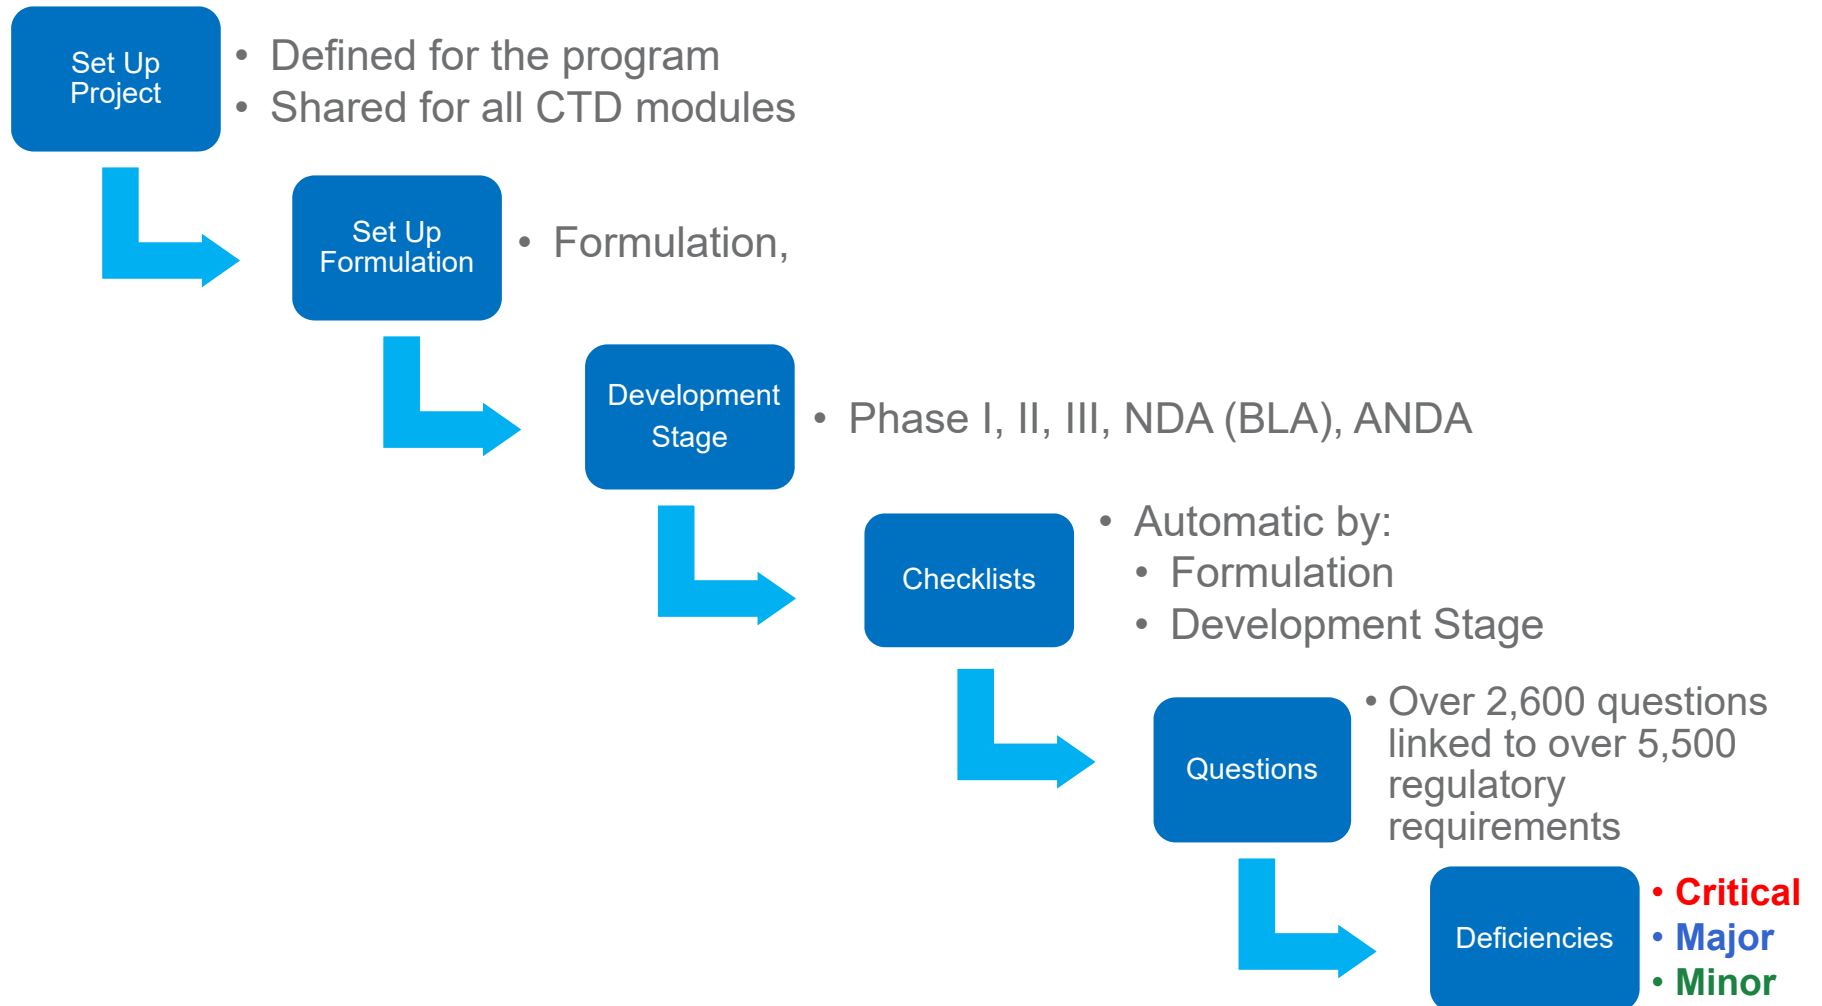 Set Up
Project
• Defined for the program
• Shared for all CTD modules
Set Up
Formulation
• Formulation,
Development
Stage
• Phase I, II, III, NDA (BLA), ANDA
Checklists
• Automatic by:
• Formulation
• Development Stage
Questions
• Over 2,600 questions
linked to over 5,500
regulatory
requirements
Deficiencies
• Critical
• Major
• Minor